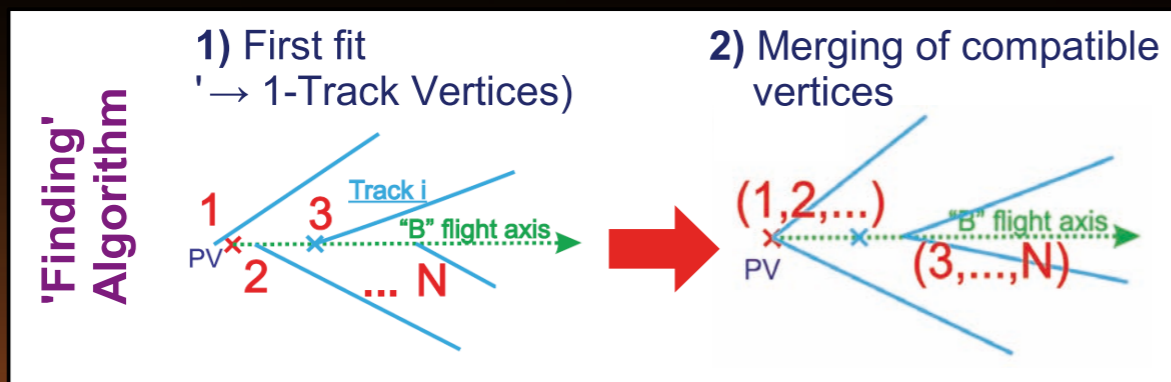 'Finding'
Algorithm
1) First fit
' → 1-Track Vertices)
1
3
Track i
"B" flight axis
PV
2
... N
2) Merging of compatible
vertices
(1,2,...)
"B" flight axis
PV
(3,...,N)